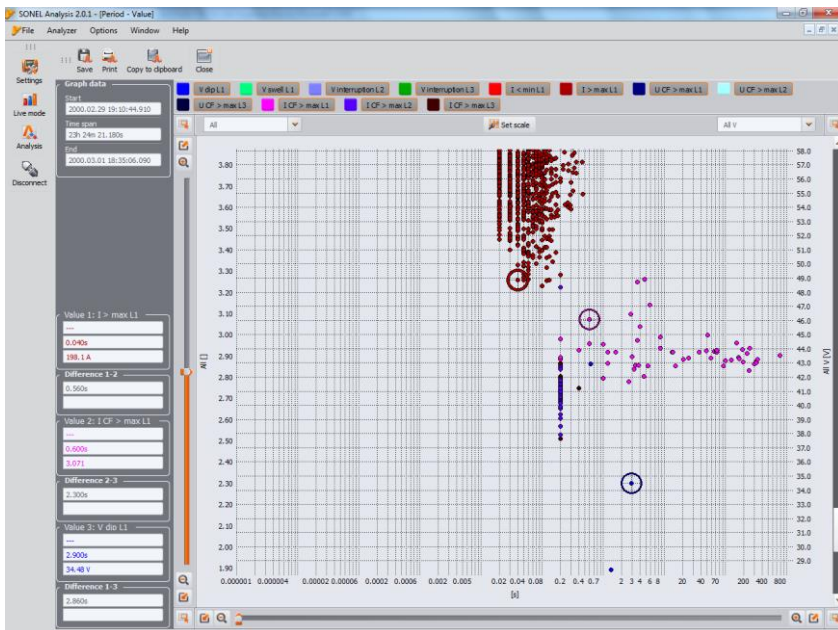 SONEL Analysis 2.0.1 - [Period - Value]
File Analyzer Options Window Help
Settings
Live mode
Analysis
Disconnect
Save Print Copy to clipboard Close
Graph data
Start
2000.02.29 19:10:44.910
Time span
23h 24m 21.180s
End
2000.03.01 18:35:06.090
Value 1: I > max L1
---
0.040s
198.1 A
Difference 1-2
0.560s
Value 2: I CF > max L1
---
0.600s
3.071
Difference 2-3
2.300s
Value 3: V dip L1
---
2.900s
34.48 V
Difference 1-3
2.860s
V dip L1 V swell L1 V interruption L2 V interruption L3 I < min L1 I > max L1 U CF > max L1 U CF > max L2
U CF > max L3 I CF > max L1 I CF > max L2 I CF > max L3
All Set scale All V
3.80
3.70
3.60
3.50
3.40
3.30
3.20
3.10
3.00
2.90
2.80
2.70
2.60
2.50
2.40
2.30
2.20
2.10
2.00
1.90
All []
58.0
57.0
56.0
55.0
54.0
53.0
52.0
51.0
50.0
49.0
48.0
47.0
46.0
45.0
44.0
43.0
42.0
41.0
40.0
39.0
38.0
37.0
36.0
35.0
34.0
33.0
32.0
31.0
30.0
29.0
All V [V]
0.000001 0.000004 0.00002 0.00006 0.0002 0.0006 0.002 0.005 0.02 0.04 0.08 0.2 0.4 0.7 2 3 4 6 8 20 40 70 200 400 800
[s]